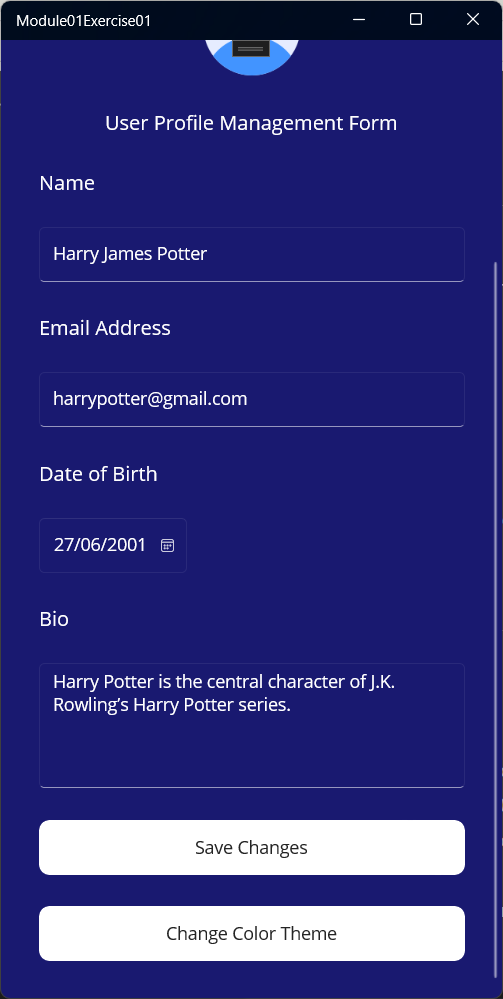 Module01Exercise01
User Profile Management Form
Name
Harry James Potter
Email Address
harrypotter@gmail.com
Date of Birth
27/06/2001
Bio
Harry Potter is the central character of J.K.
Rowling’s Harry Potter series.
Save Changes
Change Color Theme